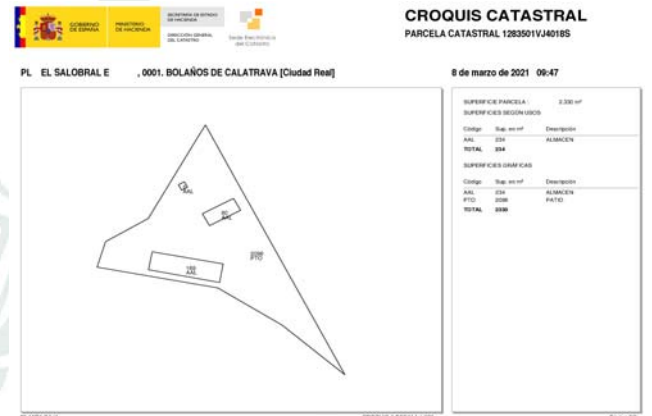 GOBIERNO
DE ESPAÑA
MINISTERIO
DE HACIENDA
SECRETARÍA DE ESTADO
DE HACIENDA
DIRECCIÓN GENERAL
DEL CATASTRO
Sede Electrónica
del Catastro
CROQUIS CATASTRAL
PARCELA CATASTRAL 1283501VJ4018S
PL EL SALOBRAL E , 0001. BOLAÑOS DE CALATRAVA [Ciudad Real]
8 de marzo de 2021 09:47
AAL
AAL
2098
PTO
AAL
SUPERFICIE PARCELA : 2.330 m²
SUPERFICIES SEGÚN USOS
Código Sup. en m² Descripción
AAL 234 ALMACEN
TOTAL 234
SUPERFICIES GRÁFICAS
Código Sup. en m² Descripción
AAL 234 ALMACEN
PTO 2098 PATIO
TOTAL